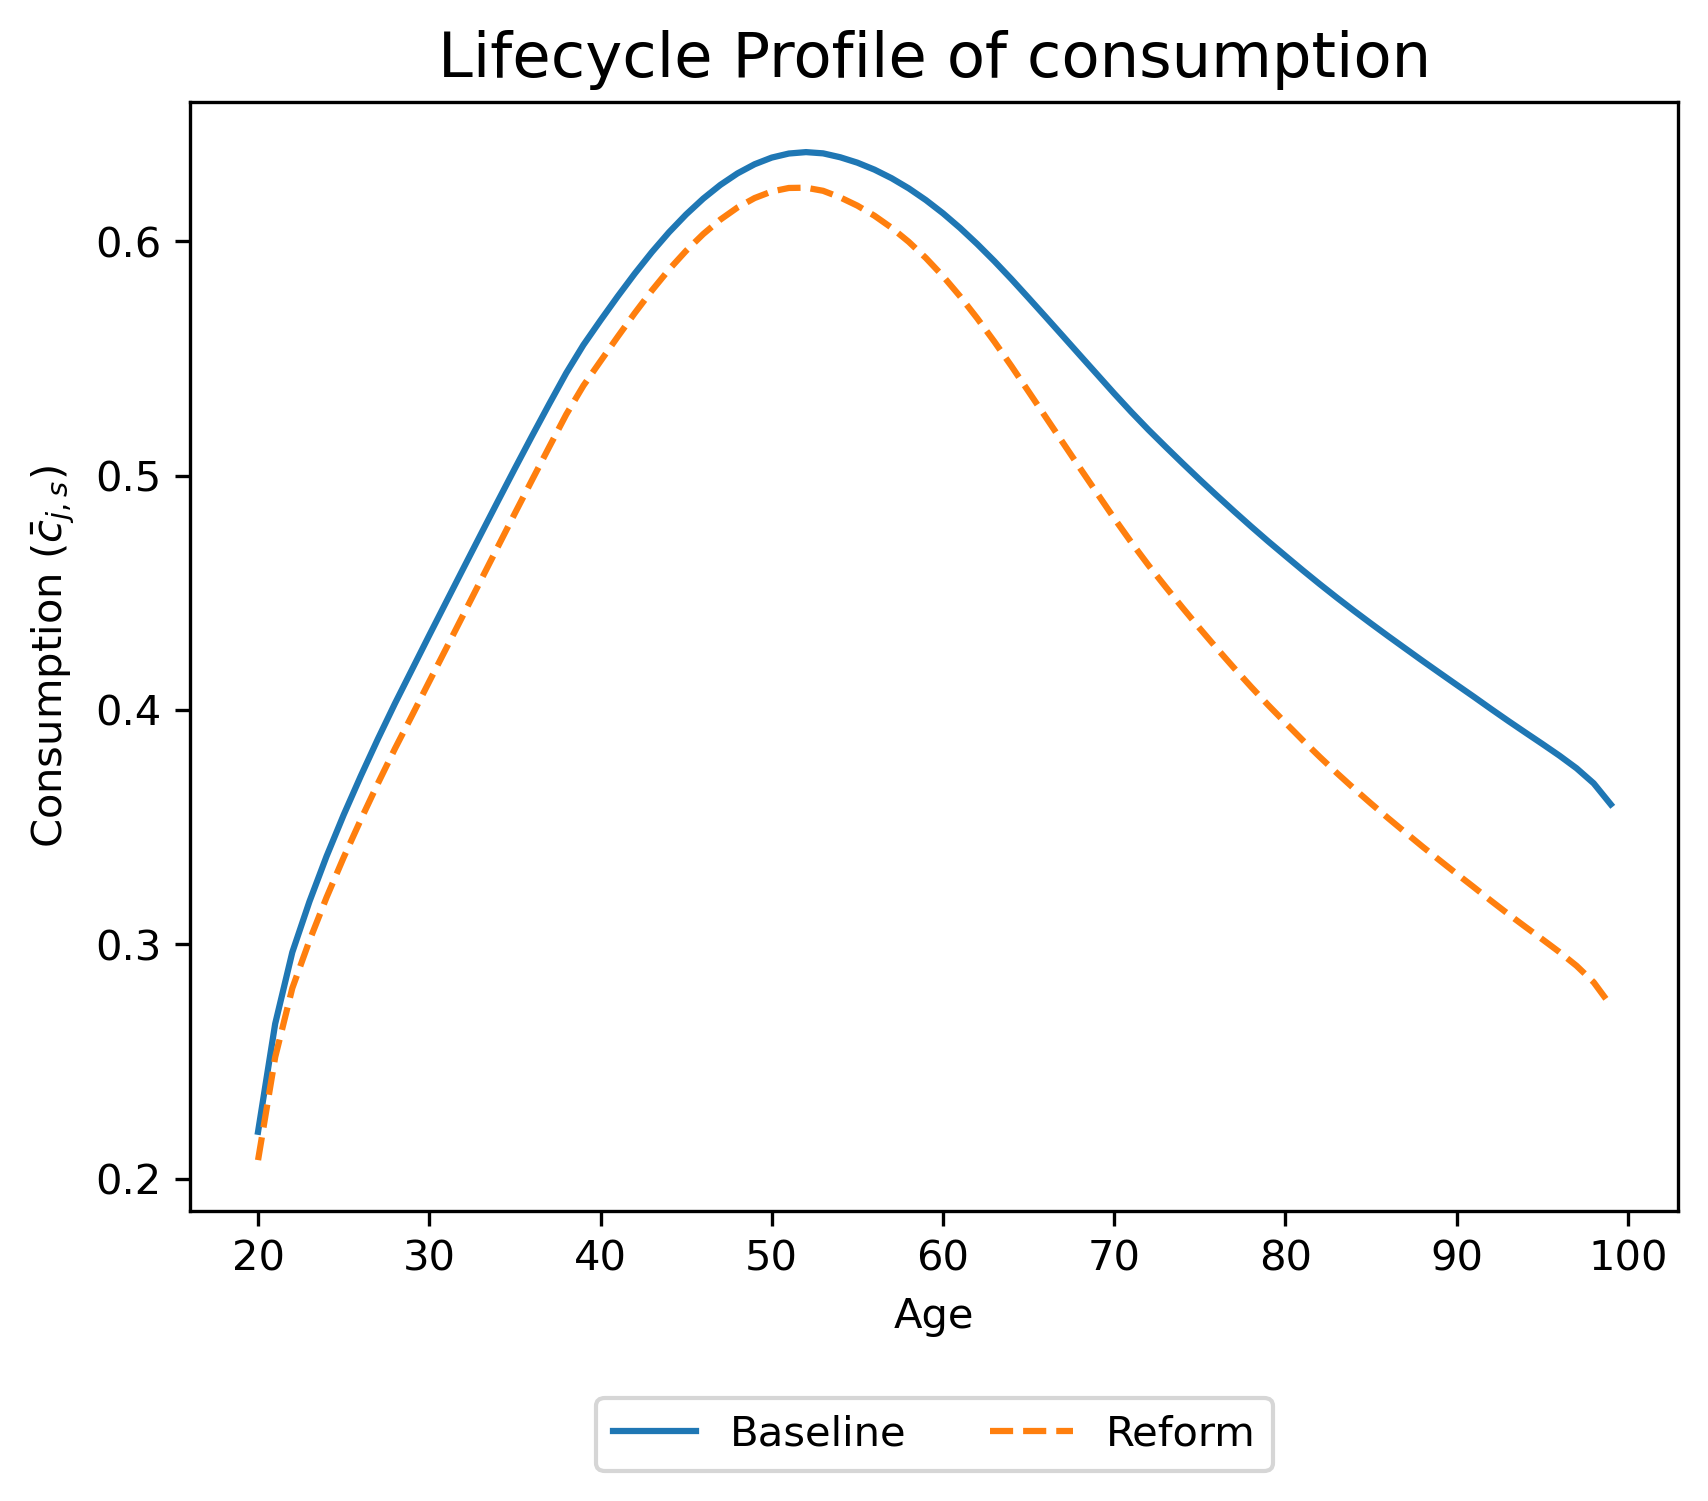 Lifecycle Profile of consumption
Consumption (c̄j,s)
0.6
0.5
0.4
0.3
0.2
20 30 40 50 60 70 80 90 100
Age
Baseline Reform